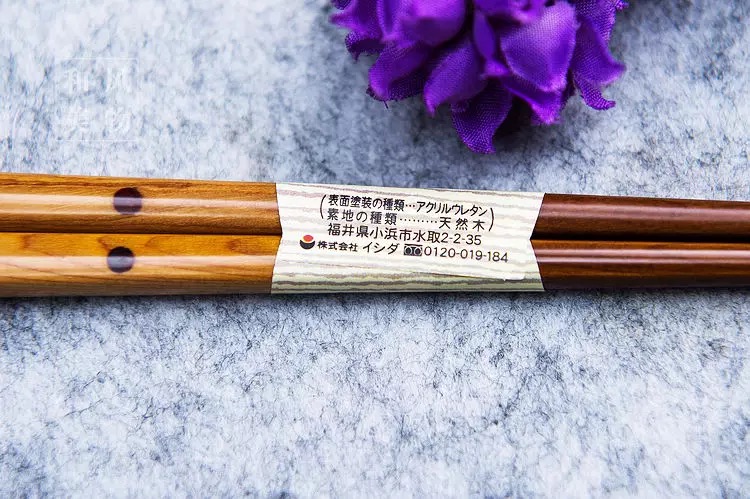 (表面塗装の種類…アクリルウレタン
素地の種類………天然木)
福井県小浜市水取2-2-35
株式会社 イシダ 0120-019-184